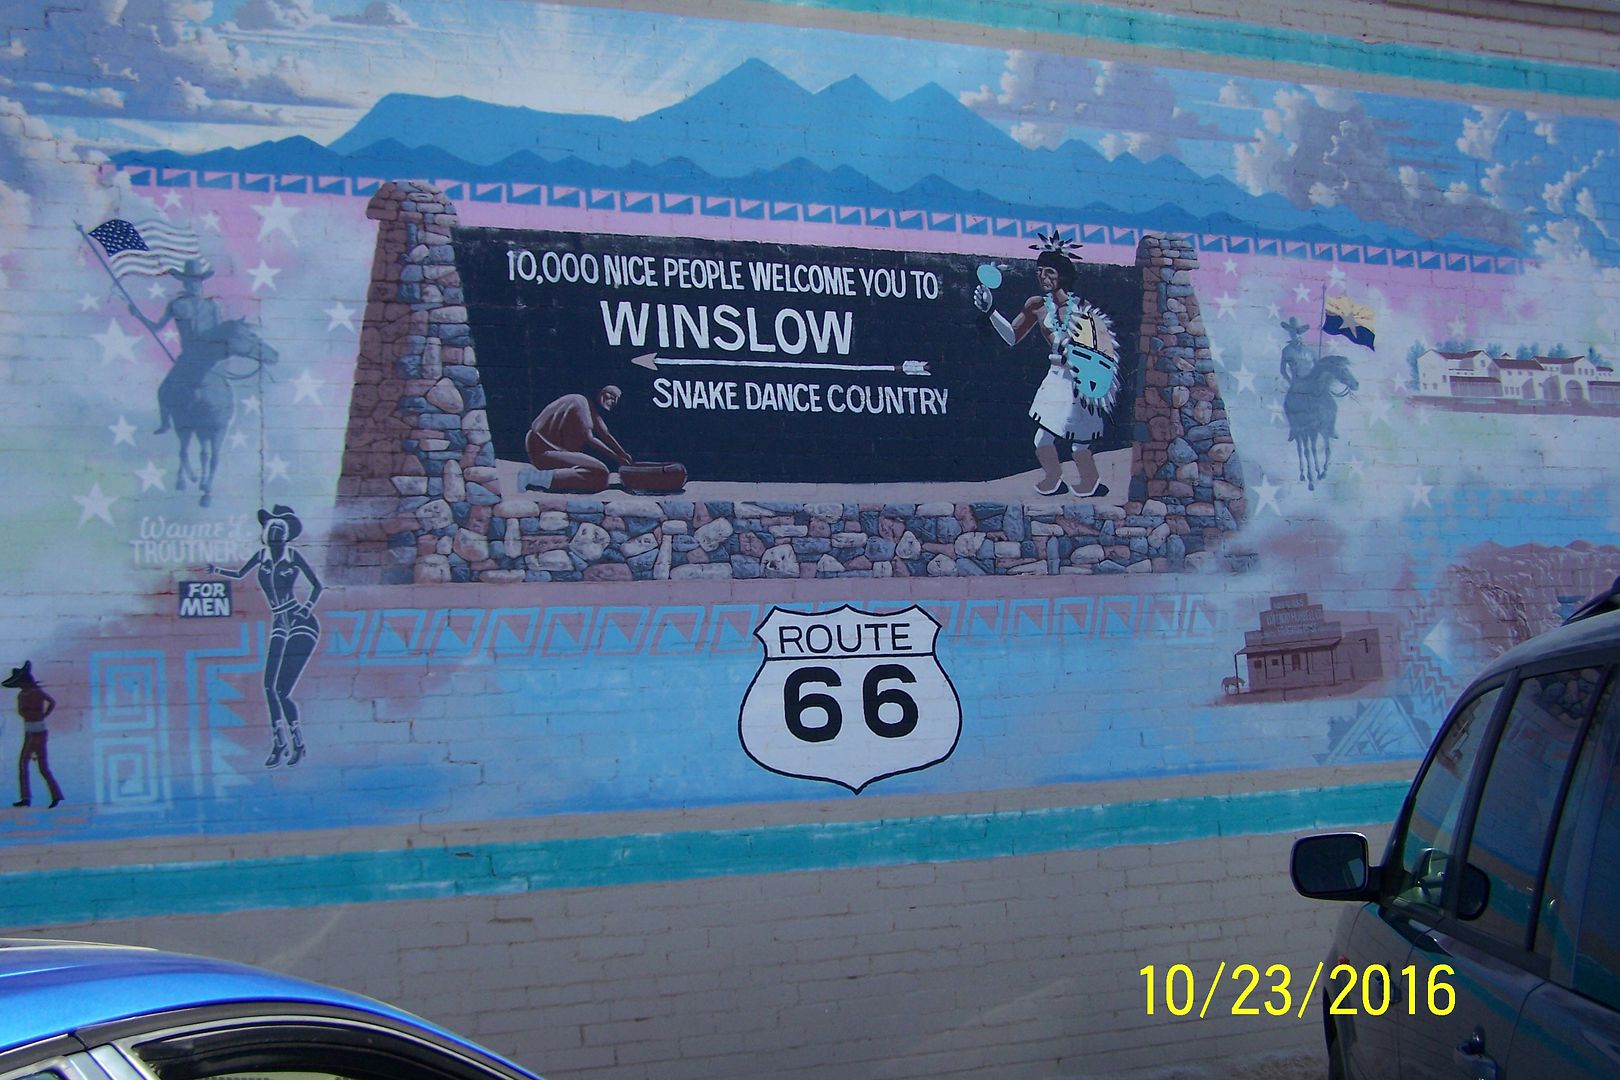 10,000 NICE PEOPLE WELCOME YOU TO
WINSLOW
SNAKE DANCE COUNTRY
Wayne L.
TROUTNER'S
FOR
MEN
ROUTE
66
10/23/2016